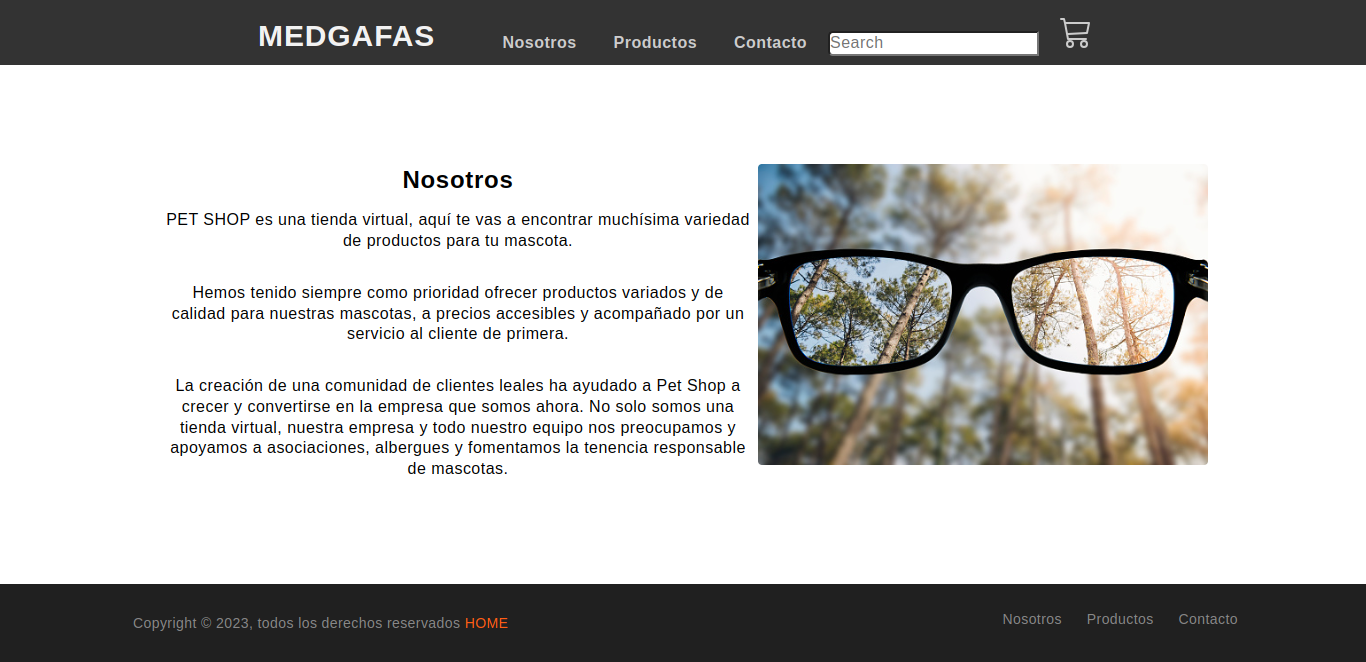 MEDGAFAS
Nosotros Productos Contacto Search
Nosotros
PET SHOP es una tienda virtual, aquí te vas a encontrar muchísima variedad
de productos para tu mascota.
Hemos tenido siempre como prioridad ofrecer productos variados y de
calidad para nuestras mascotas, a precios accesibles y acompañado por un
servicio al cliente de primera.
La creación de una comunidad de clientes leales ha ayudado a Pet Shop a
crecer y convertirse en la empresa que somos ahora. No solo somos una
tienda virtual, nuestra empresa y todo nuestro equipo nos preocupamos y
apoyamos a asociaciones, albergues y fomentamos la tenencia responsable
de mascotas.
Copyright © 2023, todos los derechos reservados HOME
Nosotros Productos Contacto